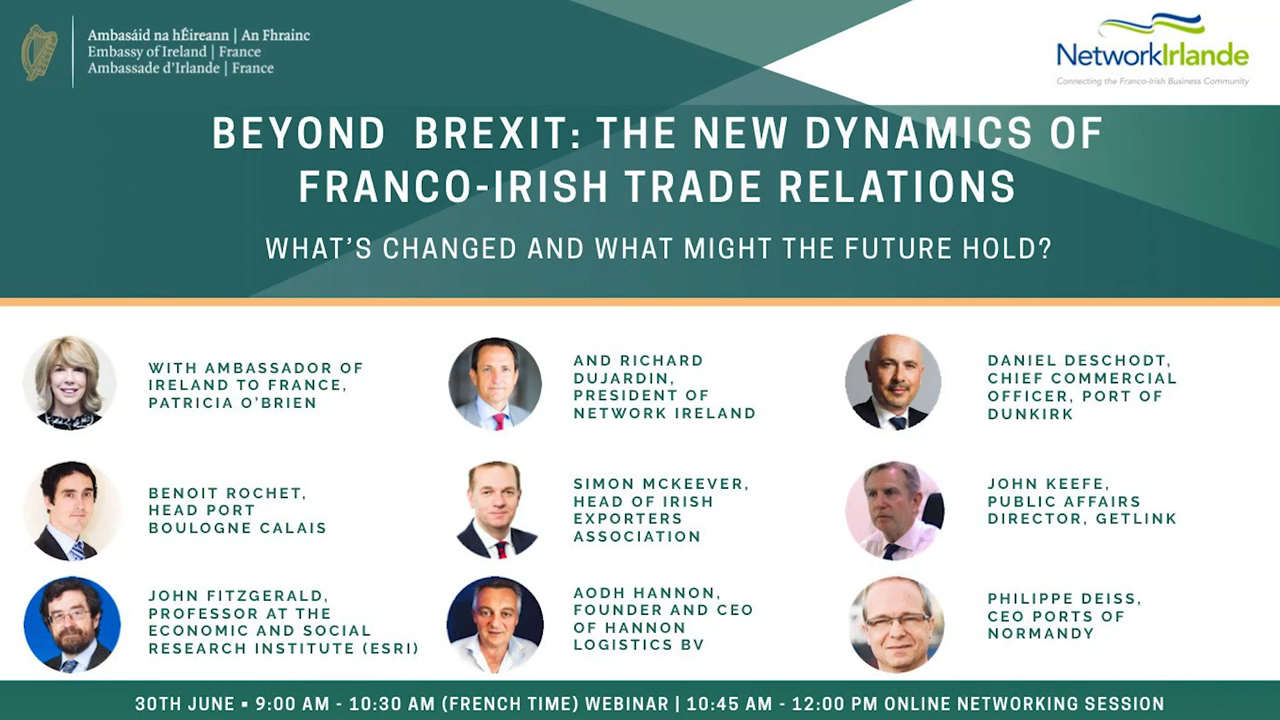 Ambasáid na hÉireann | An Fhrainc
Embassy of Ireland | France
Ambassade d'Irlande | France
NetworkIrlande
Connecting the Franco-Irish Business Community
BEYOND BREXIT: THE NEW DYNAMICS OF
FRANCO-IRISH TRADE RELATIONS
WHAT'S CHANGED AND WHAT MIGHT THE FUTURE HOLD?
WITH AMBASSADOR OF
IRELAND TO FRANCE,
PATRICIA O'BRIEN
AND RICHARD
DUJARDIN,
PRESIDENT OF
NETWORK IRELAND
DANIEL DESCHODT,
CHIEF COMMERCIAL
OFFICER, PORT OF
DUNKIRK
BENOIT ROCHET,
HEAD PORT
BOULOGNE CALAIS
SIMON MCKEEVER,
HEAD OF IRISH
EXPORTERS
ASSOCIATION
JOHN KEEFE,
PUBLIC AFFAIRS
DIRECTOR, GETLINK
JOHN FITZGERALD,
PROFESSOR AT THE
ECONOMIC AND SOCIAL
RESEARCH INSTITUTE (ESRI)
AODH HANNON,
FOUNDER AND CEO
OF HANNON
LOGISTICS BV
PHILIPPE DEISS,
CEO PORTS OF
NORMANDY
30TH JUNE ▪ 9:00 AM - 10:30 AM (FRENCH TIME) WEBINAR | 10:45 AM - 12:00 PM ONLINE NETWORKING SESSION